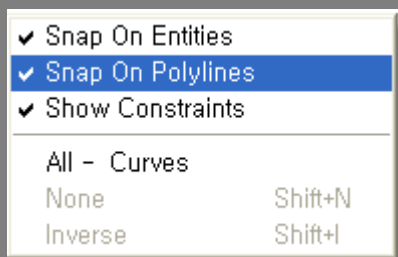 Snap On Entities
Snap On Polylines
Show Constraints
All - Curves
None Shift+N
Inverse Shift+I